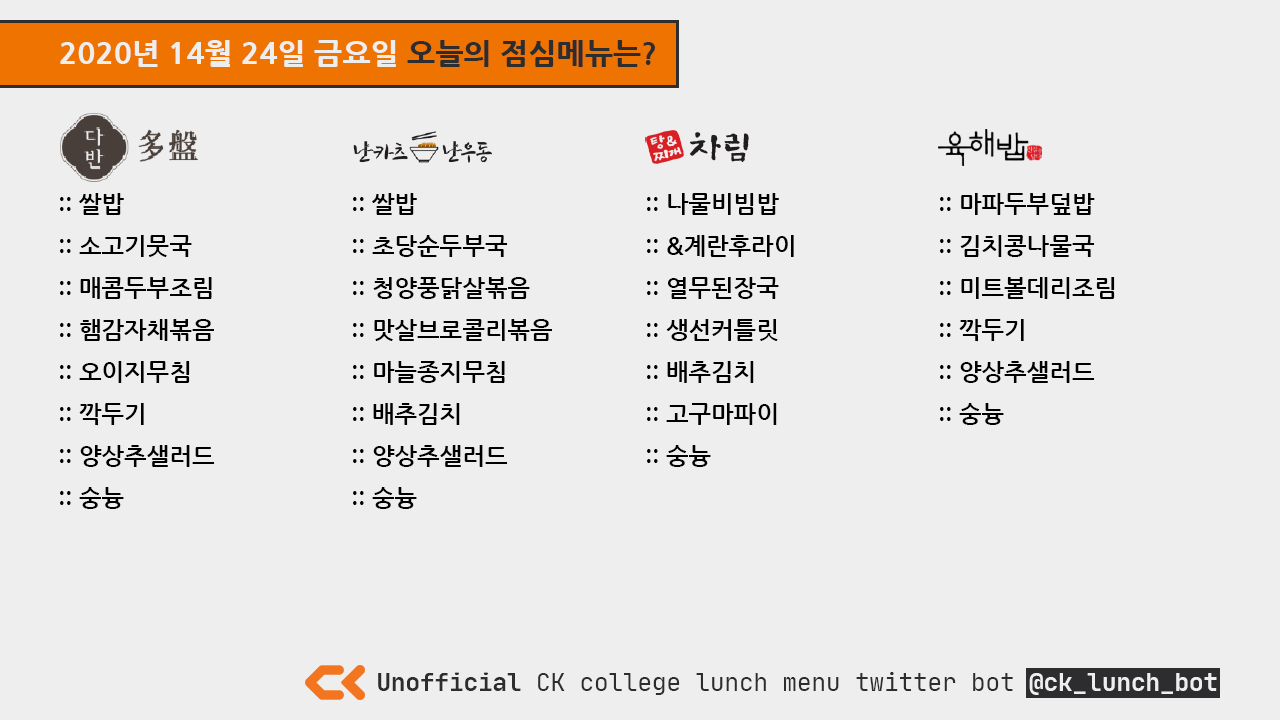 2020년 14월 24일 금요일 오늘의 점심메뉴는?
다반 多盤
:: 쌀밥
:: 소고기뭇국
:: 매콤두부조림
:: 햄감자채볶음
:: 오이지무침
:: 깍두기
:: 양상추샐러드
:: 숭늉
난카츠 난우동
:: 쌀밥
:: 초당순두부국
:: 청양풍닭살볶음
:: 맛살브로콜리볶음
:: 마늘종지무침
:: 배추김치
:: 양상추샐러드
:: 숭늉
탕&찌개 차림
:: 나물비빔밥
:: &계란후라이
:: 열무된장국
:: 생선커틀릿
:: 배추김치
:: 고구마파이
:: 숭늉
육해밥
:: 마파두부덮밥
:: 김치콩나물국
:: 미트볼데리조림
:: 깍두기
:: 양상추샐러드
:: 숭늉
CK Unofficial CK college lunch menu twitter bot @ck_lunch_bot